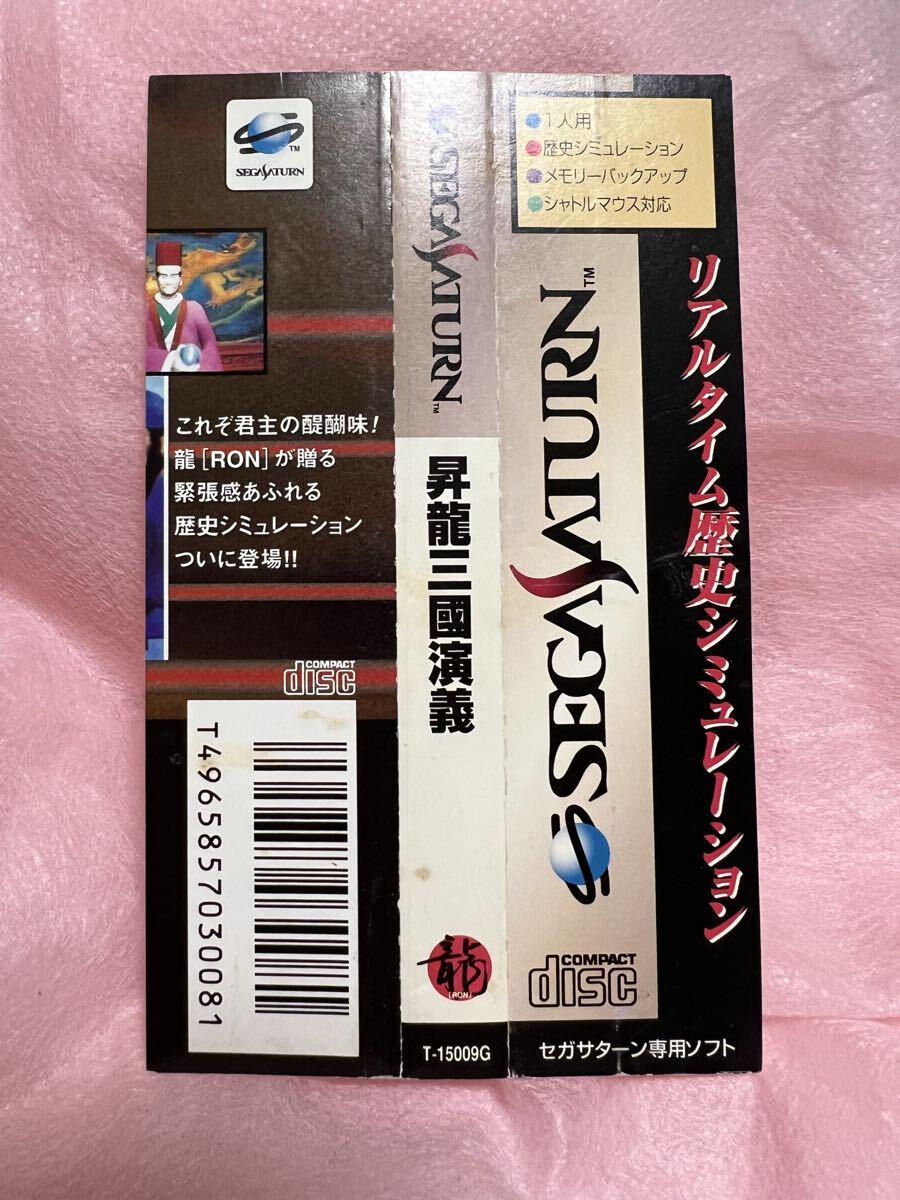 SEGASATURN
TM
これぞ君主の醍醐味!
龍[RON]が贈る
緊張感あふれる
歴史シミュレーション
ついに登場!!
COMPACT
disc
T4965857030081
SEGASATURN
TM
昇龍三國演義
龍
[RON]
T-15009G
●1人用
●歴史シミュレーション
●メモリーバックアップ
●シャトルマウス対応
SEGASATURN
TM
COMPACT
disc
セガサターン専用ソフト
リアルタイム歴史シミュレーション